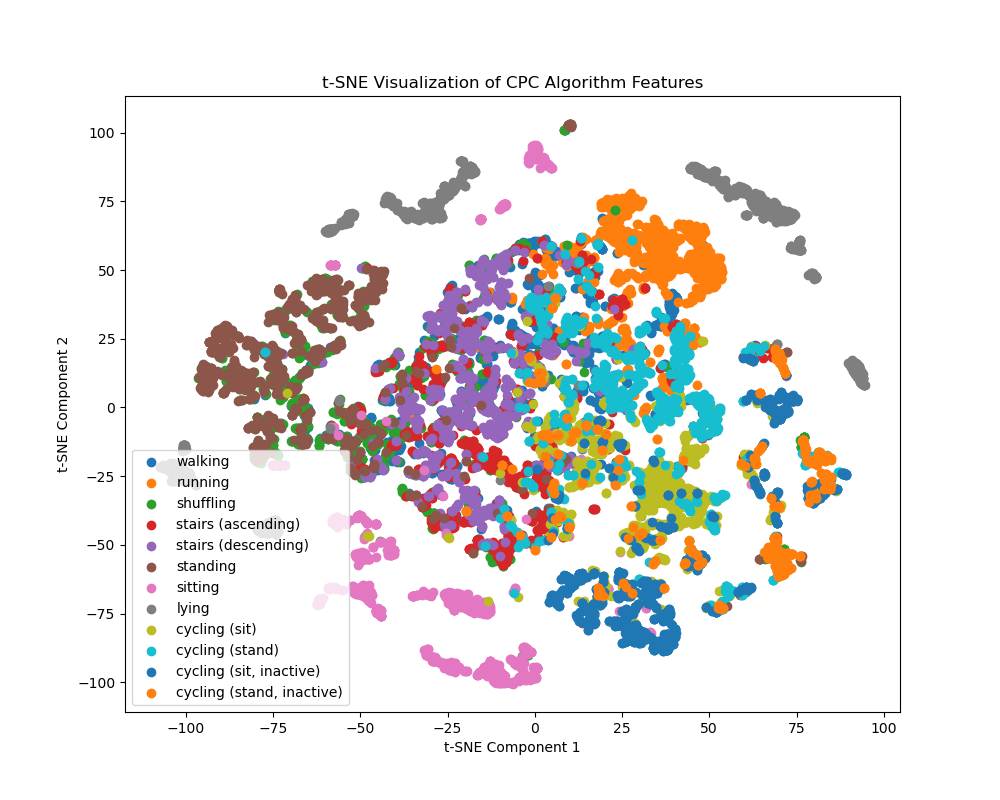 t-SNE Visualization of CPC Algorithm Features
100
75
50
25
0
−25
−50
−75
−100
t-SNE Component 2
walking
running
shuffling
stairs (ascending)
stairs (descending)
standing
sitting
lying
cycling (sit)
cycling (stand)
cycling (sit, inactive)
cycling (stand, inactive)
−100 −75 −50 −25 0 25 50 75 100
t-SNE Component 1